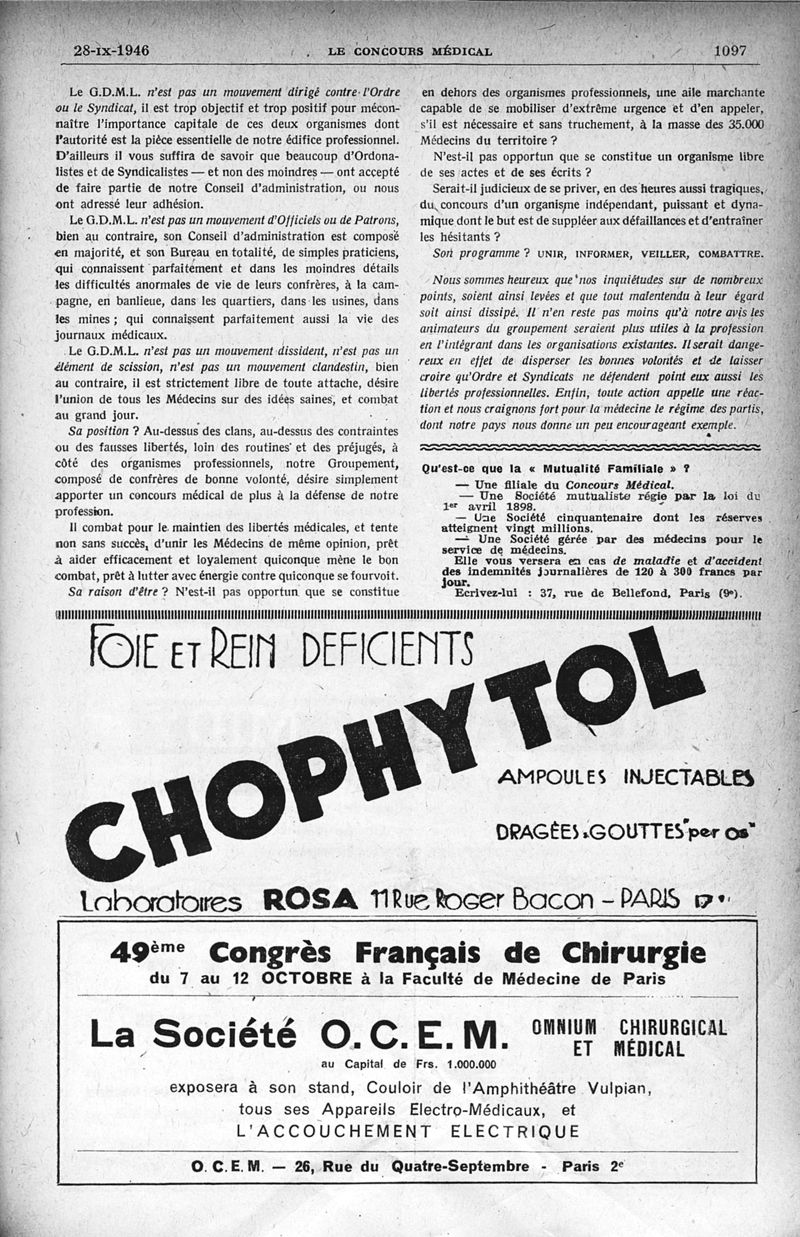 28-ix-1946
LE CONCOURS MÉDICAL
1097
Le G.D.M.L. n'est pas un mouvement dirigé contre l'Ordre
ou le Syndicat, il est trop objectif et trop positif pour mécon-
naître l'importance capitale de ces deux organismes dont
l'autorité est la pièce essentielle de notre édifice professionnel.
D'ailleurs il vous suffira de savoir que beaucoup d'Ordona-
listes et de Syndicalistes — et non des moindres — ont accepté
de faire partie de notre Conseil d'administration, ou nous
ont adressé leur adhésion.
Le G.D.M.L. n'est pas un mouvement d'Officiels ou de Patrons,
bien au contraire, son Conseil d'administration est composé
en majorité, et son Bureau en totalité, de simples praticiens,
qui connaissent parfaitement et dans les moindres détails
les difficultés anormales de vie de leurs confrères, à la cam-
pagne, en banlieue, dans les quartiers, dans les usines, dans
les mines ; qui connaissent parfaitement aussi la vie des
journaux médicaux.
Le G.D.M.L. n'est pas un mouvement dissident, n'est pas un
élément de scission, n'est pas un mouvement clandestin, bien
au contraire, il est strictement libre de toute attache, désire
l'union de tous les Médecins sur des idées saines, et combat
au grand jour.
Sa position ? Au-dessus des clans, au-dessus des contraintes
ou des fausses libertés, loin des routines et des préjugés, à
côté des organismes professionnels, notre Groupement,
composé de confrères de bonne volonté, désire simplement
apporter un concours médical de plus à la défense de notre
profession.
Il combat pour le maintien des libertés médicales, et tente
non sans succès, d'unir les Médecins de même opinion, prêt
à aider efficacement et loyalement quiconque mène le bon
combat, prêt à lutter avec énergie contre quiconque se fourvoit.
Sa raison d'être ? N'est-il pas opportun que se constitue
en dehors des organismes professionnels, une aile marchante
capable de se mobiliser d'extrême urgence et d'en appeler,
s'il est nécessaire et sans truchement, à la masse des 35.000
Médecins du territoire ?
N'est-il pas opportun que se constitue un organisme libre
de ses actes et de ses écrits ?
Serait-il judicieux de se priver, en des heures aussi tragiques,
du concours d'un organisme indépendant, puissant et dyna-
mique dont le but est de suppléer aux défaillances et d'entraîner
les hésitants ?
Son programme ? UNIR, INFORMER, VEILLER, COMBATTRE.
Nous sommes heureux que nos inquiétudes sur de nombreux
points, soient ainsi levées et que tout malentendu à leur égard
soit ainsi dissipé. Il n'en reste pas moins qu'à notre avis les
animateurs du groupement seraient plus utiles à la profession
en l'intégrant dans les organisations existantes. Il serait dange-
reux en effet de disperser les bonnes volontés et de laisser
croire qu'Ordre et Syndicats ne défendent point eux aussi les
libertés professionnelles. Enfin, toute action appelle une réac-
tion et nous craignons fort pour la médecine le régime des partis,
dont notre pays nous donne un peu encourageant exemple.
Qu'est-ce que la « Mutualité Familiale » ?
— Une filiale du Concours Médical.
— Une Société mutualiste régie par la loi du
1er avril 1898.
— Une Société cinquantenaire dont les réserves
atteignent vingt millions.
— Une Société gérée par des médecins pour le
service de médecins.
Elle vous versera en cas de maladie et d'accident
des indemnités journalières de 120 à 300 francs par
jour.
Ecrivez-lui : 37, rue de Bellefond, Paris (9e).
FOIE ET REIN DEFICIENTS
CHOPHYTOL
AMPOULES INJECTABLES
DRAGÉES & GOUTTES "per os"
Laboratoires ROSA 11 Rue Roger Bacon - PARIS 17e
49ème Congrès Français de Chirurgie
du 7 au 12 OCTOBRE à la Faculté de Médecine de Paris
La Société O.C.E.M. OMNIUM CHIRURGICAL
ET MÉDICAL
au Capital de Frs. 1.000.000
exposera à son stand, Couloir de l'Amphithéâtre Vulpian,
tous ses Appareils Electro-Médicaux, et
L'ACCOUCHEMENT ELECTRIQUE
O.C.E.M. — 26, Rue du Quatre-Septembre - Paris 2e